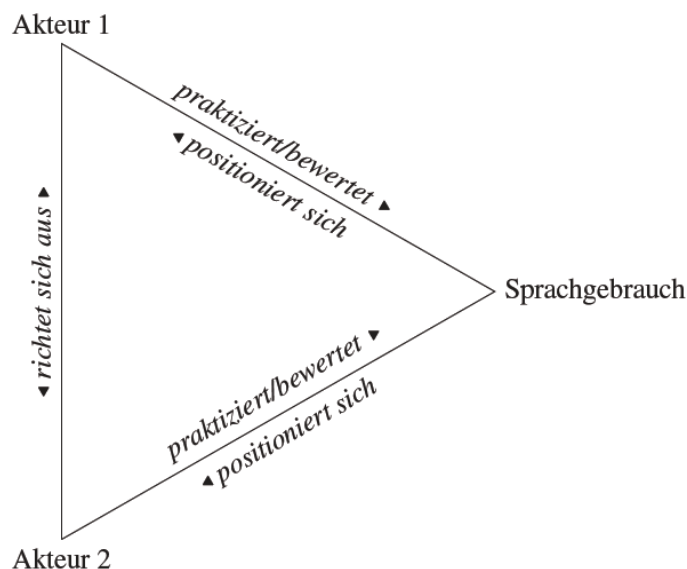 Akteur 1
praktiziert/bewertet ▲
◄ positioniert sich
◄ richtet sich aus ►
Sprachgebrauch
praktiziert/bewertet ▼
▲ positioniert sich
Akteur 2